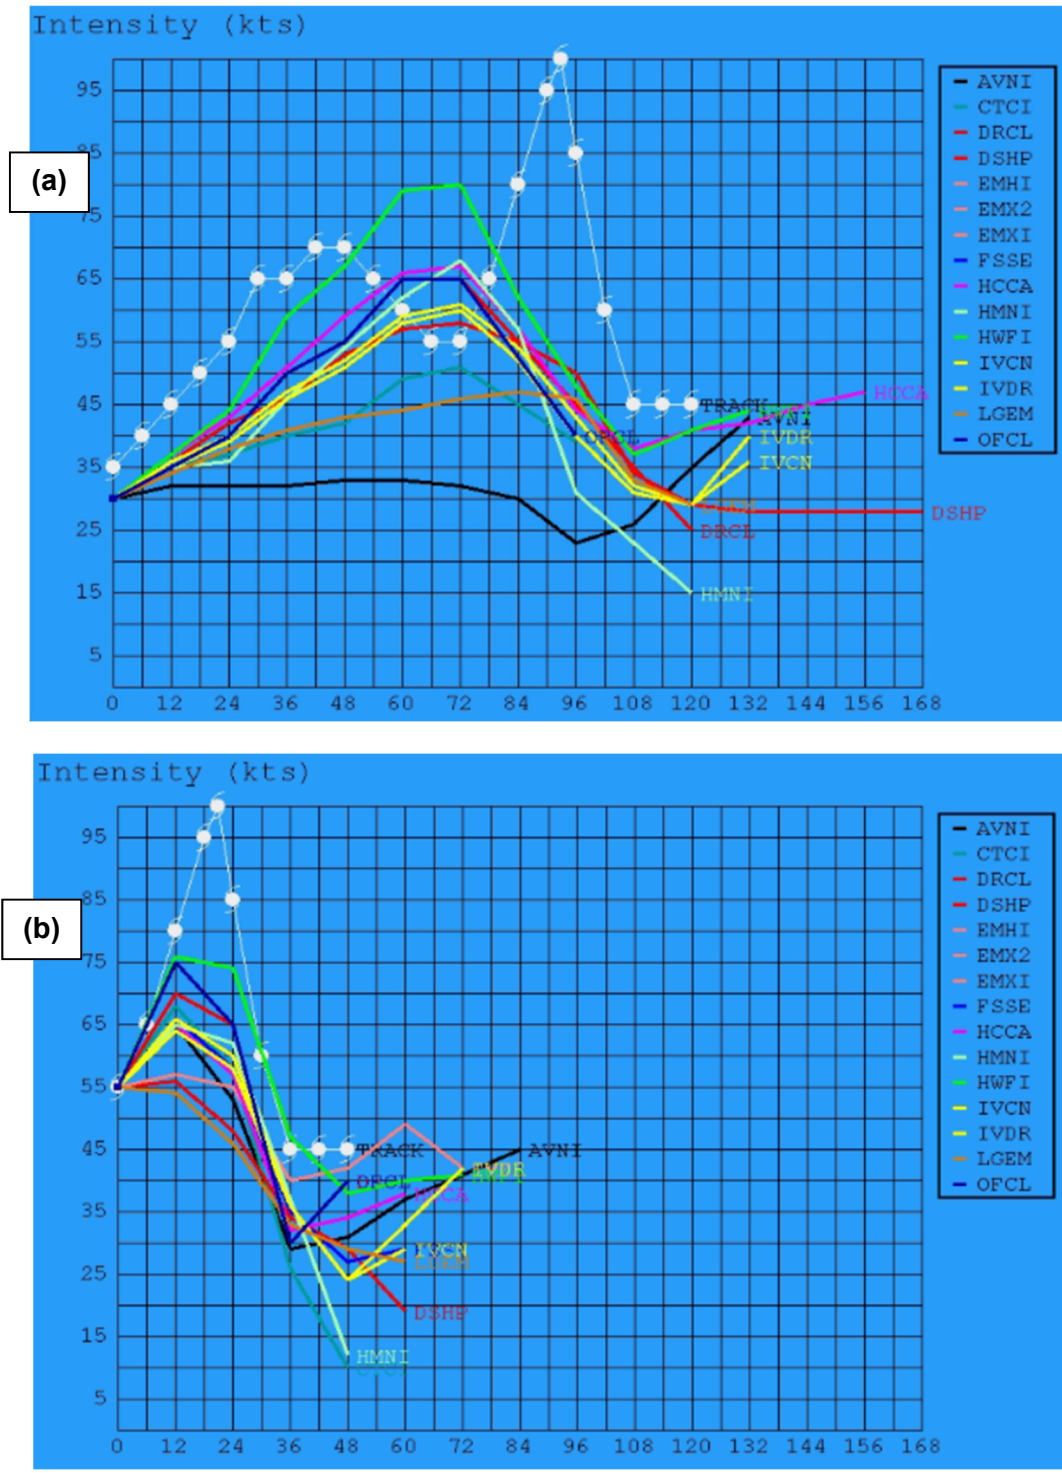 Intensity (kts)
(a)
95
85
75
65
55
45
35
25
15
5
0 12 24 36 48 60 72 84 96 108 120 132 144 156 168
TRACK
AVNI
HCCA
IVDR
IVCN
OFCL
LGEM
DRCL
DSHP
HMNI
AVNI
CTCI
DRCL
DSHP
EMHI
EMX2
EMXI
FSSE
HCCA
HMNI
HWFI
IVCN
IVDR
LGEM
OFCL
Intensity (kts)
(b)
95
85
75
65
55
45
35
25
15
5
0 12 24 36 48 60 72 84 96 108 120 132 144 156 168
TRACK
AVNI
IVDR
OFCL
HCCA
IVCN
LGEM
DSHP
HMNI
CTCI
AVNI
CTCI
DRCL
DSHP
EMHI
EMX2
EMXI
FSSE
HCCA
HMNI
HWFI
IVCN
IVDR
LGEM
OFCL